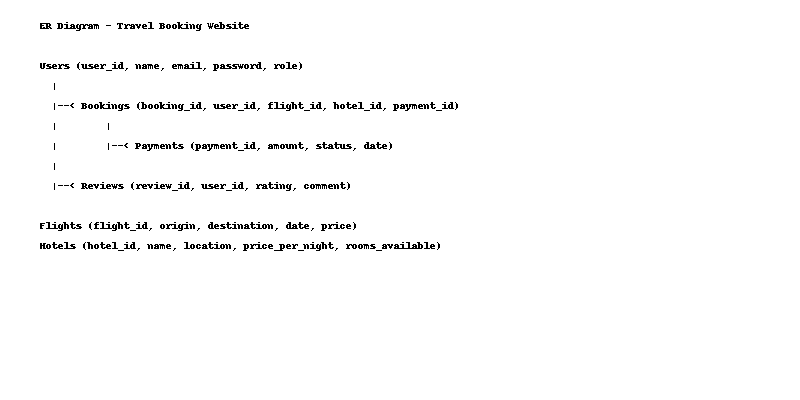 ER Diagram - Travel Booking Website
Users (user_id, name, email, password, role)
|
|--< Bookings (booking_id, user_id, flight_id, hotel_id, payment_id)
|        |
|        |--< Payments (payment_id, amount, status, date)
|
|--< Reviews (review_id, user_id, rating, comment)
Flights (flight_id, origin, destination, date, price)
Hotels (hotel_id, name, location, price_per_night, rooms_available)